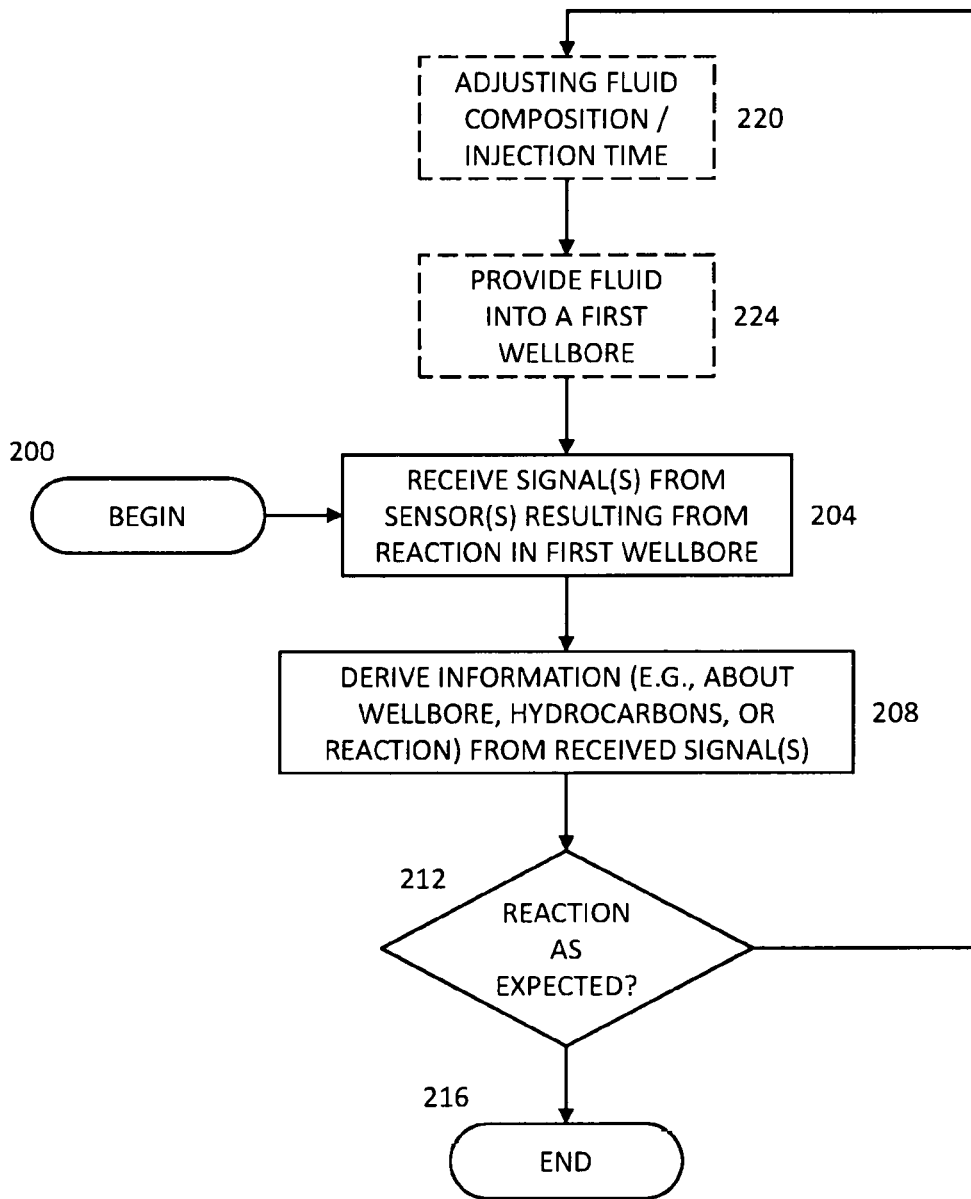 ADJUSTING FLUID
COMPOSITION /
INJECTION TIME
220
PROVIDE FLUID
INTO A FIRST
WELLBORE
224
200
BEGIN
RECEIVE SIGNAL(S) FROM
SENSOR(S) RESULTING FROM
REACTION IN FIRST WELLBORE
204
DERIVE INFORMATION (E.G., ABOUT
WELLBORE, HYDROCARBONS, OR
REACTION) FROM RECEIVED SIGNAL(S)
208
212
REACTION
AS
EXPECTED?
216
END